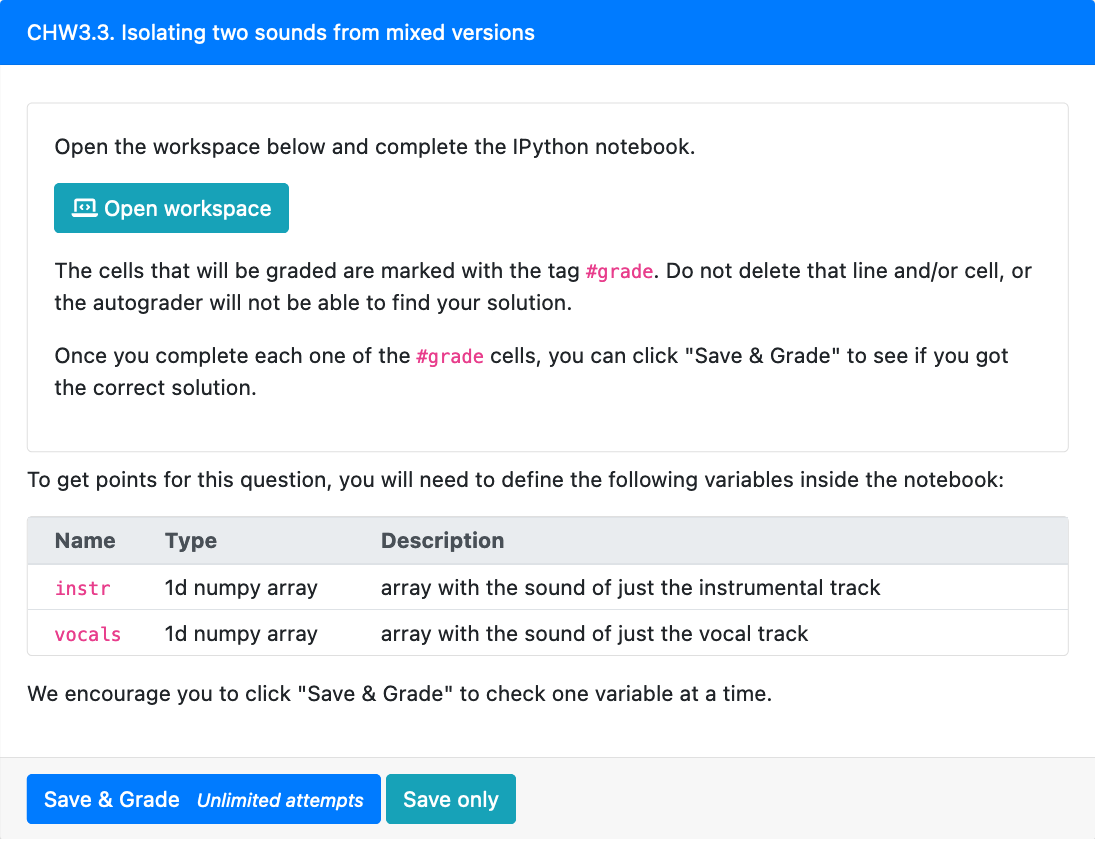 CHW3.3. Isolating two sounds from mixed versions
Open the workspace below and complete the IPython notebook.
Open workspace
The cells that will be graded are marked with the tag #grade. Do not delete that line and/or cell, or
the autograder will not be able to find your solution.
Once you complete each one of the #grade cells, you can click "Save & Grade" to see if you got
the correct solution.
To get points for this question, you will need to define the following variables inside the notebook:
Name Type Description
instr 1d numpy array array with the sound of just the instrumental track
vocals 1d numpy array array with the sound of just the vocal track
We encourage you to click "Save & Grade" to check one variable at a time.
Save & Grade Unlimited attempts Save only